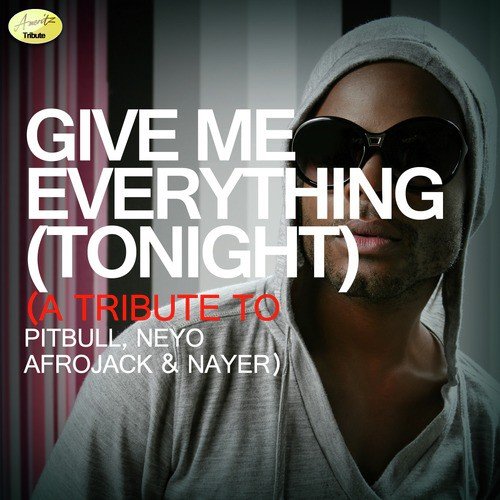 Ameritz
Tribute
GIVE ME
EVERYTHING
(TONIGHT)
(A TRIBUTE TO
PITBULL, NEYO
AFROJACK & NAYER)